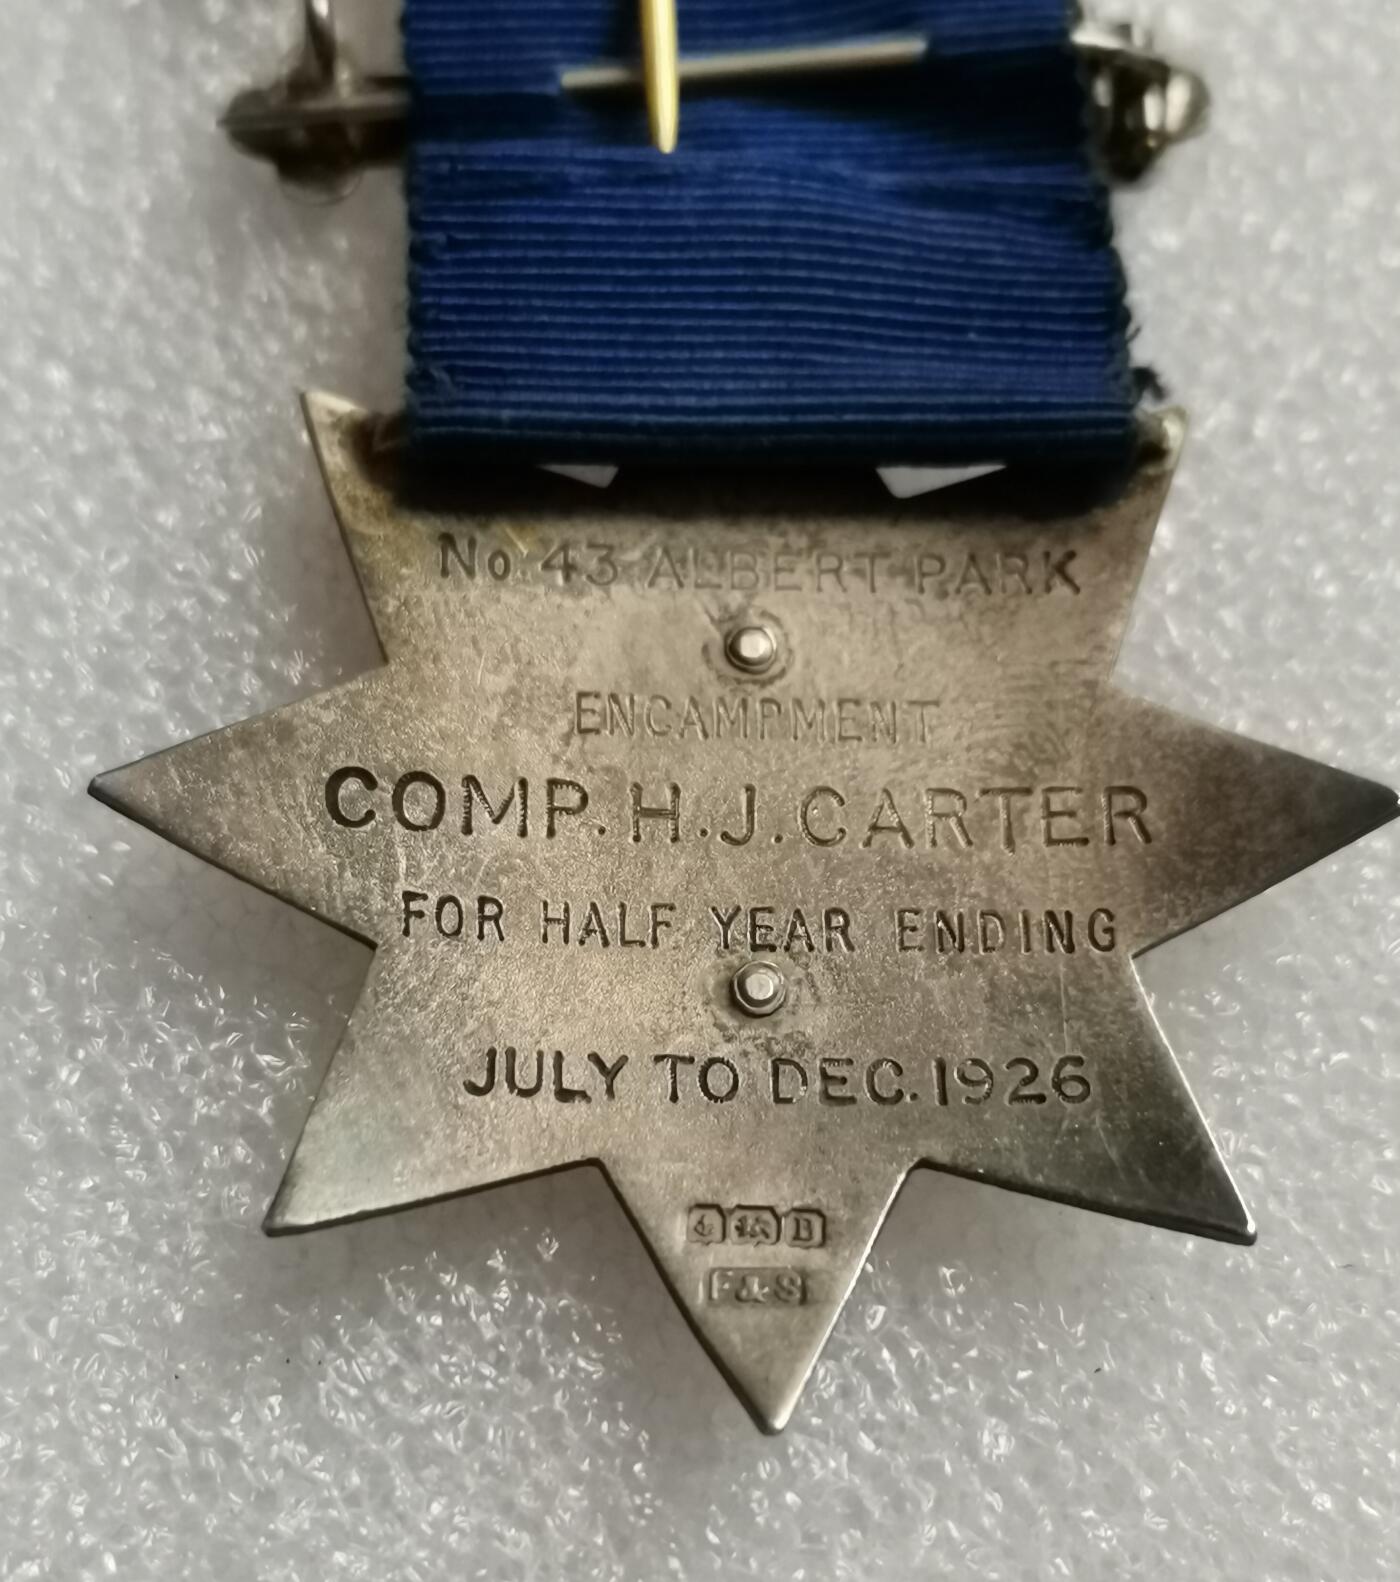 No. 43 ALBERT PARK
ENCAMPMENT
COMP. H.J. CARTER
FOR HALF YEAR ENDING
JULY TO DEC. 1926
F&S